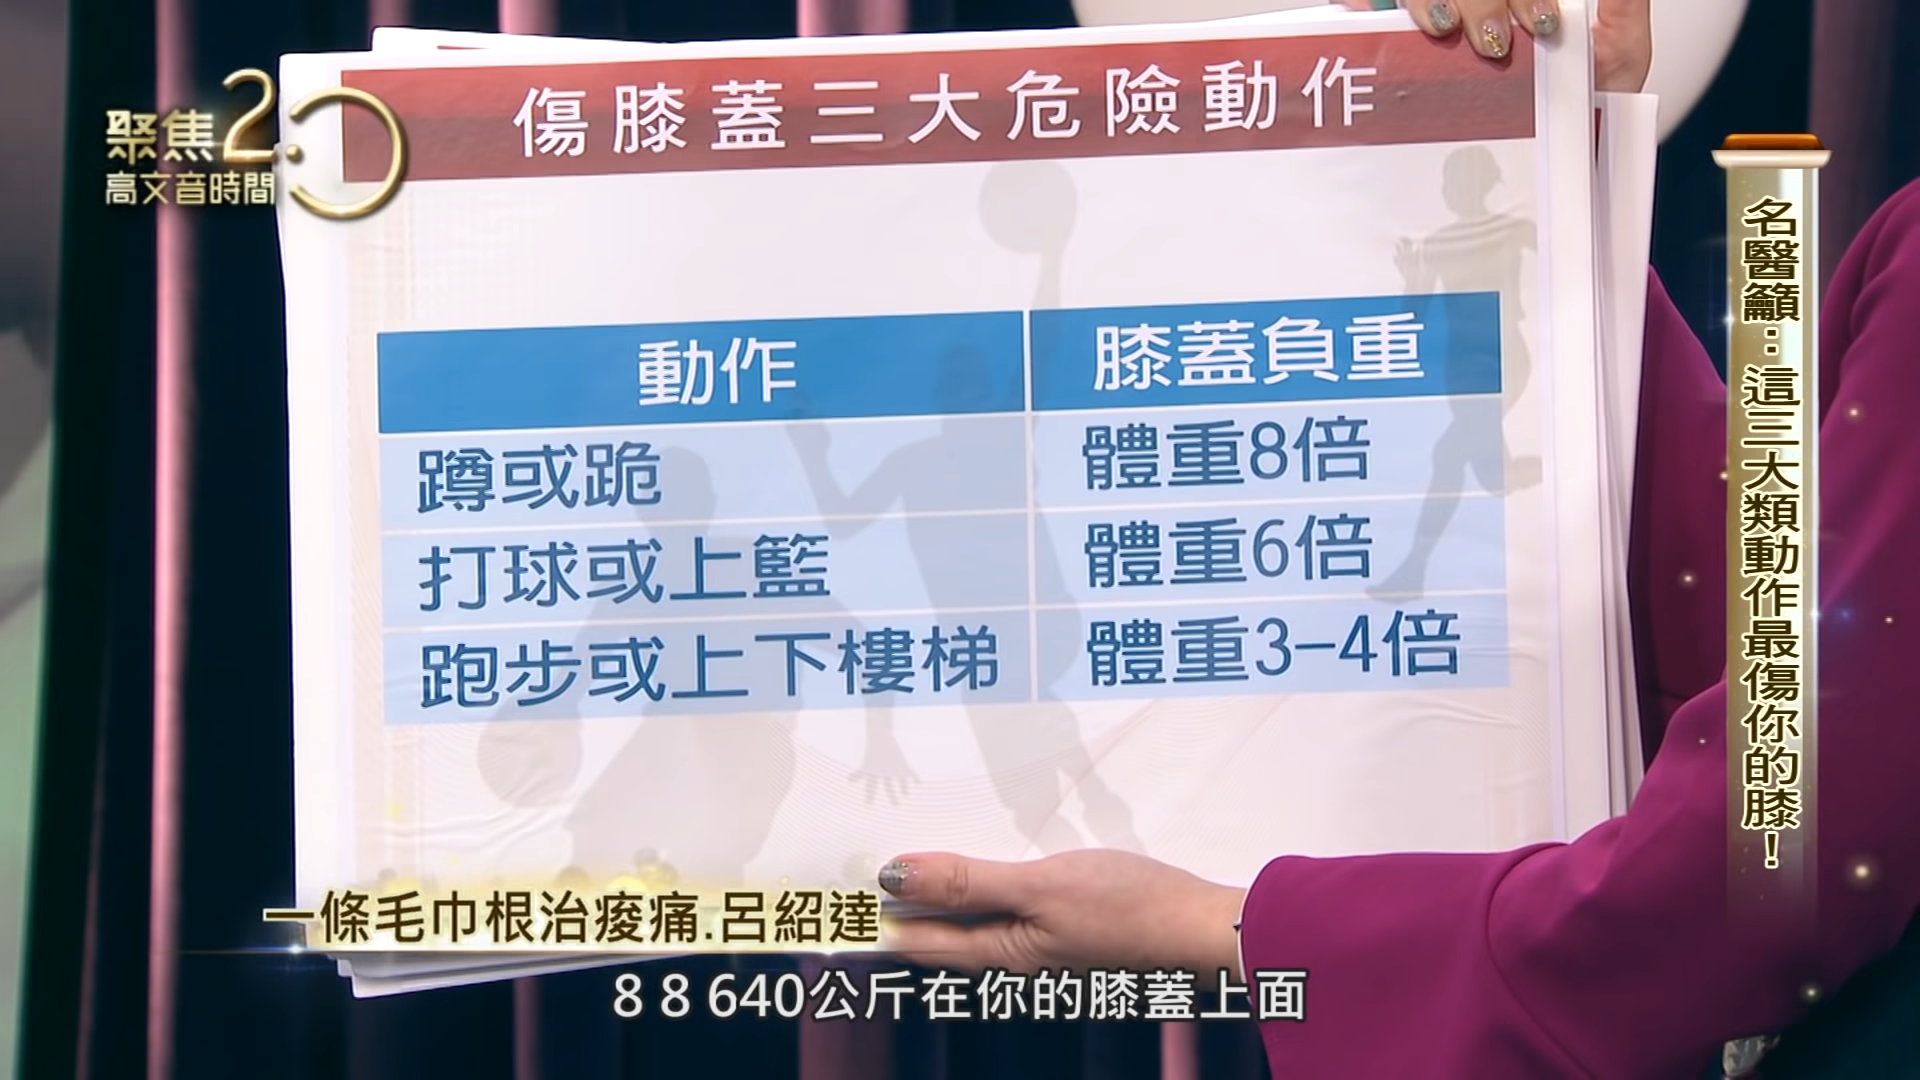 聚焦2.0
高文音時間
傷膝蓋三大危險動作
動作 膝蓋負重
蹲或跪 體重8倍
打球或上籃 體重6倍
跑步或上下樓梯 體重3-4倍
名醫籲：這三大類動作最傷你的膝！
一條毛巾根治痠痛.呂紹達
8 8 640公斤在你的膝蓋上面